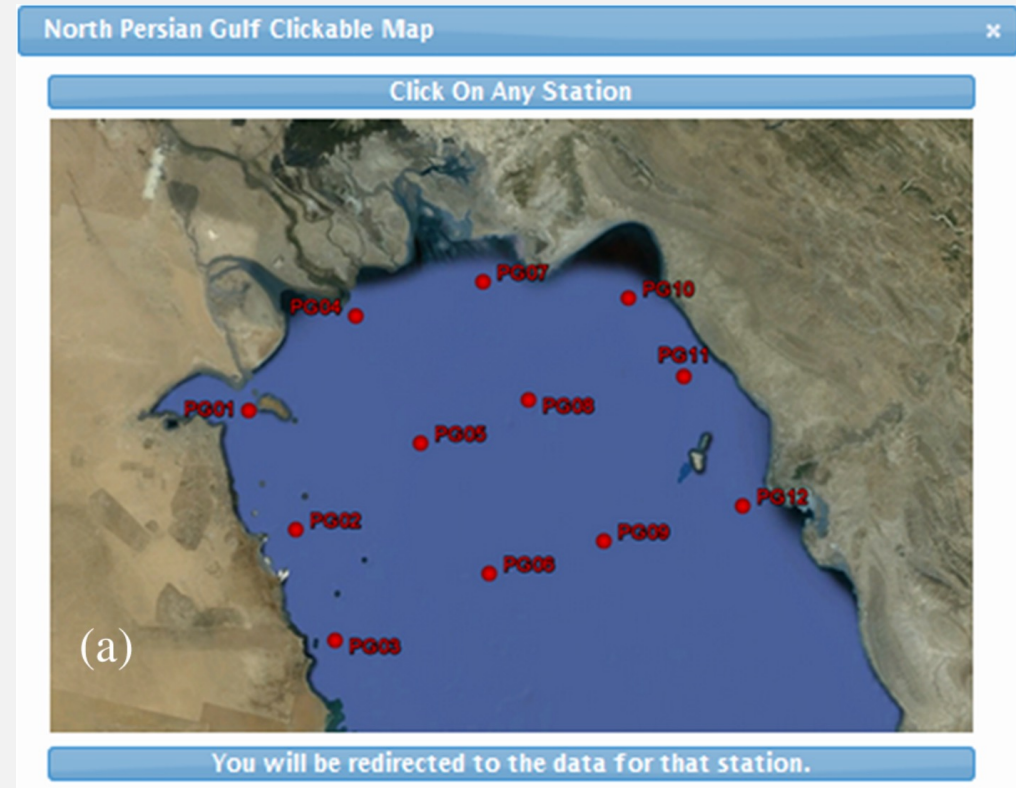 North Persian Gulf Clickable Map ×
Click On Any Station
PG07
PG10
PG04
PG11
PG01
PG08
PG05
PG12
PG02
PG09
PG06
(a)
PG03
You will be redirected to the data for that station.